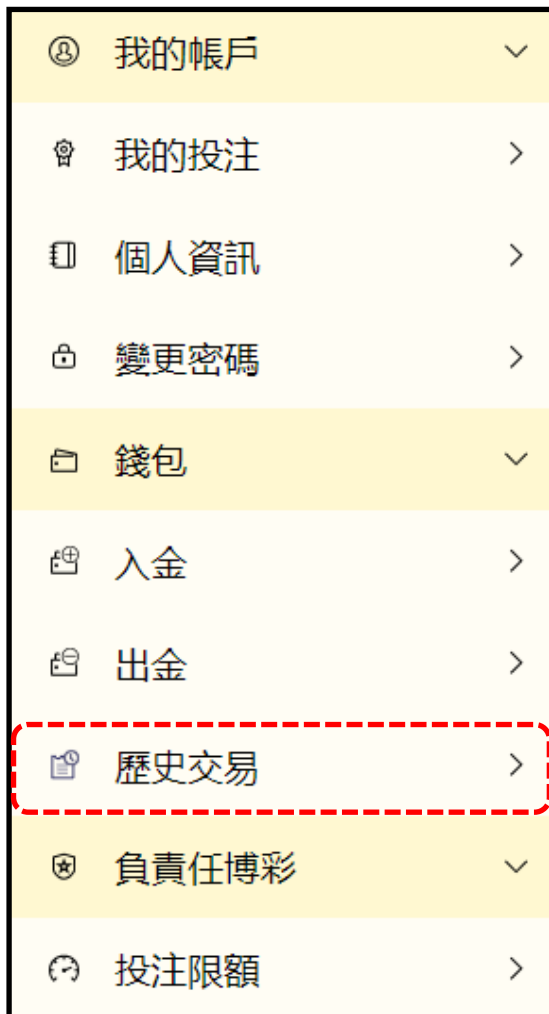 我的帳戶
我的投注
個人資訊
變更密碼
錢包
入金
出金
歷史交易
負責任博彩
投注限額